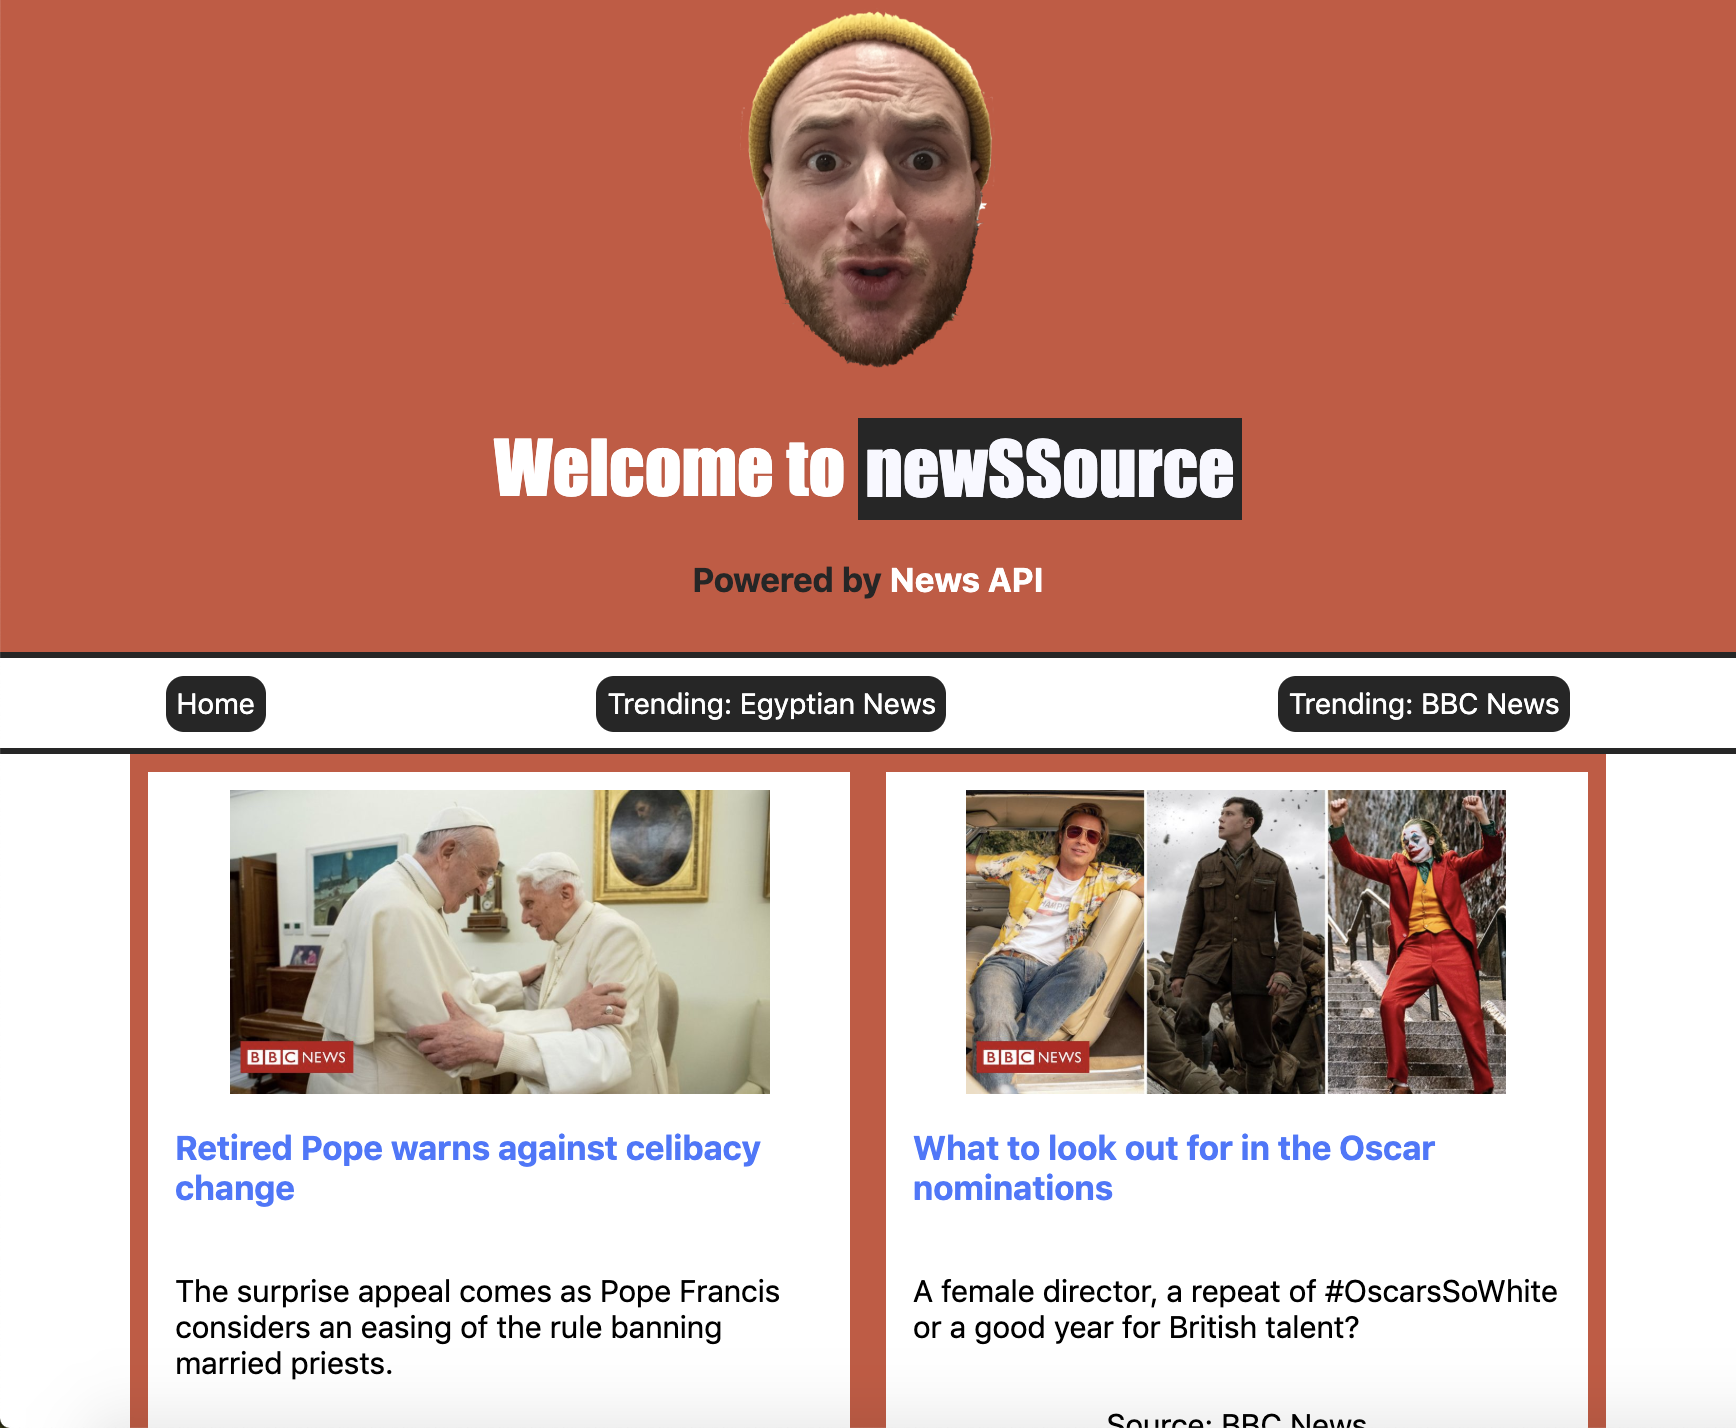 Welcome to newSSource
Powered by News API
Home
Trending: Egyptian News
Trending: BBC News
BBC NEWS
Retired Pope warns against celibacy
change
The surprise appeal comes as Pope Francis
considers an easing of the rule banning
married priests.
BBC NEWS
What to look out for in the Oscar
nominations
A female director, a repeat of #OscarsSoWhite
or a good year for British talent?
Source: BBC News